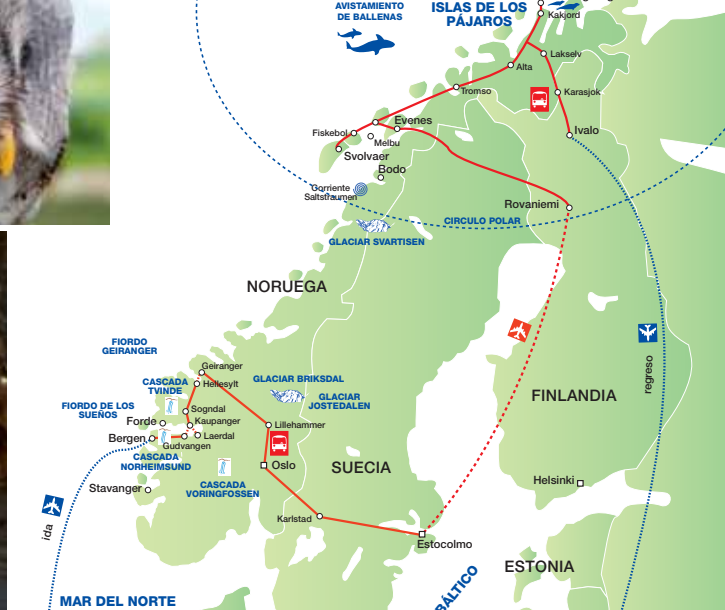 AVISTAMIENTO
DE BALLENAS
ISLAS DE LOS
PÁJAROS
Kakjord
Lakselv
Alta
Karasjok
Tromso
Ivalo
Evenes
Fiskebol
Melbu
Svolvaer
Bodo
Gorriente
Saltstraumen
Rovaniemi
CIRCULO POLAR
GLACIAR SVARTISEN
NORUEGA
FIORDO
GEIRANGER
Geiranger
CASCADA
TVINDE
Hellesylt
GLACIAR BRIKSDAL
GLACIAR
JOSTEDALEN
regreso
FINLANDIA
FIORDO DE LOS
SUEÑOS
Sogndal
Forde
Kaupanger
Lillehammer
Bergen
Laerdal
Gudvangen
CASCADA
NORHEIMSUND
Oslo
SUECIA
CASCADA
VORINGFOSSEN
Stavanger
Helsinki
ida
Karlstad
Estocolmo
ESTONIA
BÁLTICO
MAR DEL NORTE